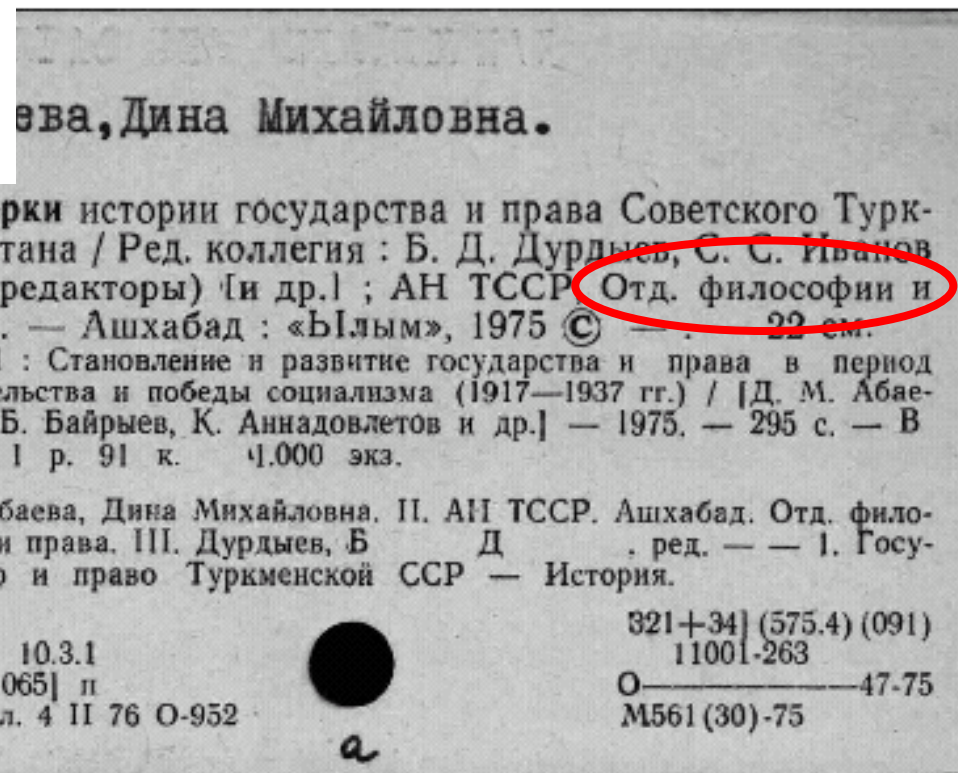 ева, Дина Михайловна.
рки истории государства и права Советского Турк-
тана / Ред. коллегия : Б. Д. Дурдыев, С. С. Иванов
редакторы) [и др.] ; АН ТССР, Отд. философии и
. — Ашхабад : «Ылым», 1975 © — . — 22 см.
: Становление и развитие государства и права в период
ельства и победы социализма (1917—1937 гг.) / [Д. М. Абае-
Б. Байрыев, К. Аннадовлетов и др.] — 1975. — 295 с. — В
1 р. 91 к. 1.000 экз.
баева, Дина Михайловна. II. АН ТССР. Ашхабад. Отд. фило-
и права. III. Дурдыев, Б Д . ред. — — 1. Госу-
о и право Туркменской ССР — История.
321+34] (575.4) (091)
10.3.1 11001-263
065] п О—47-75
л. 4 II 76 О-952 М561(30)-75
а